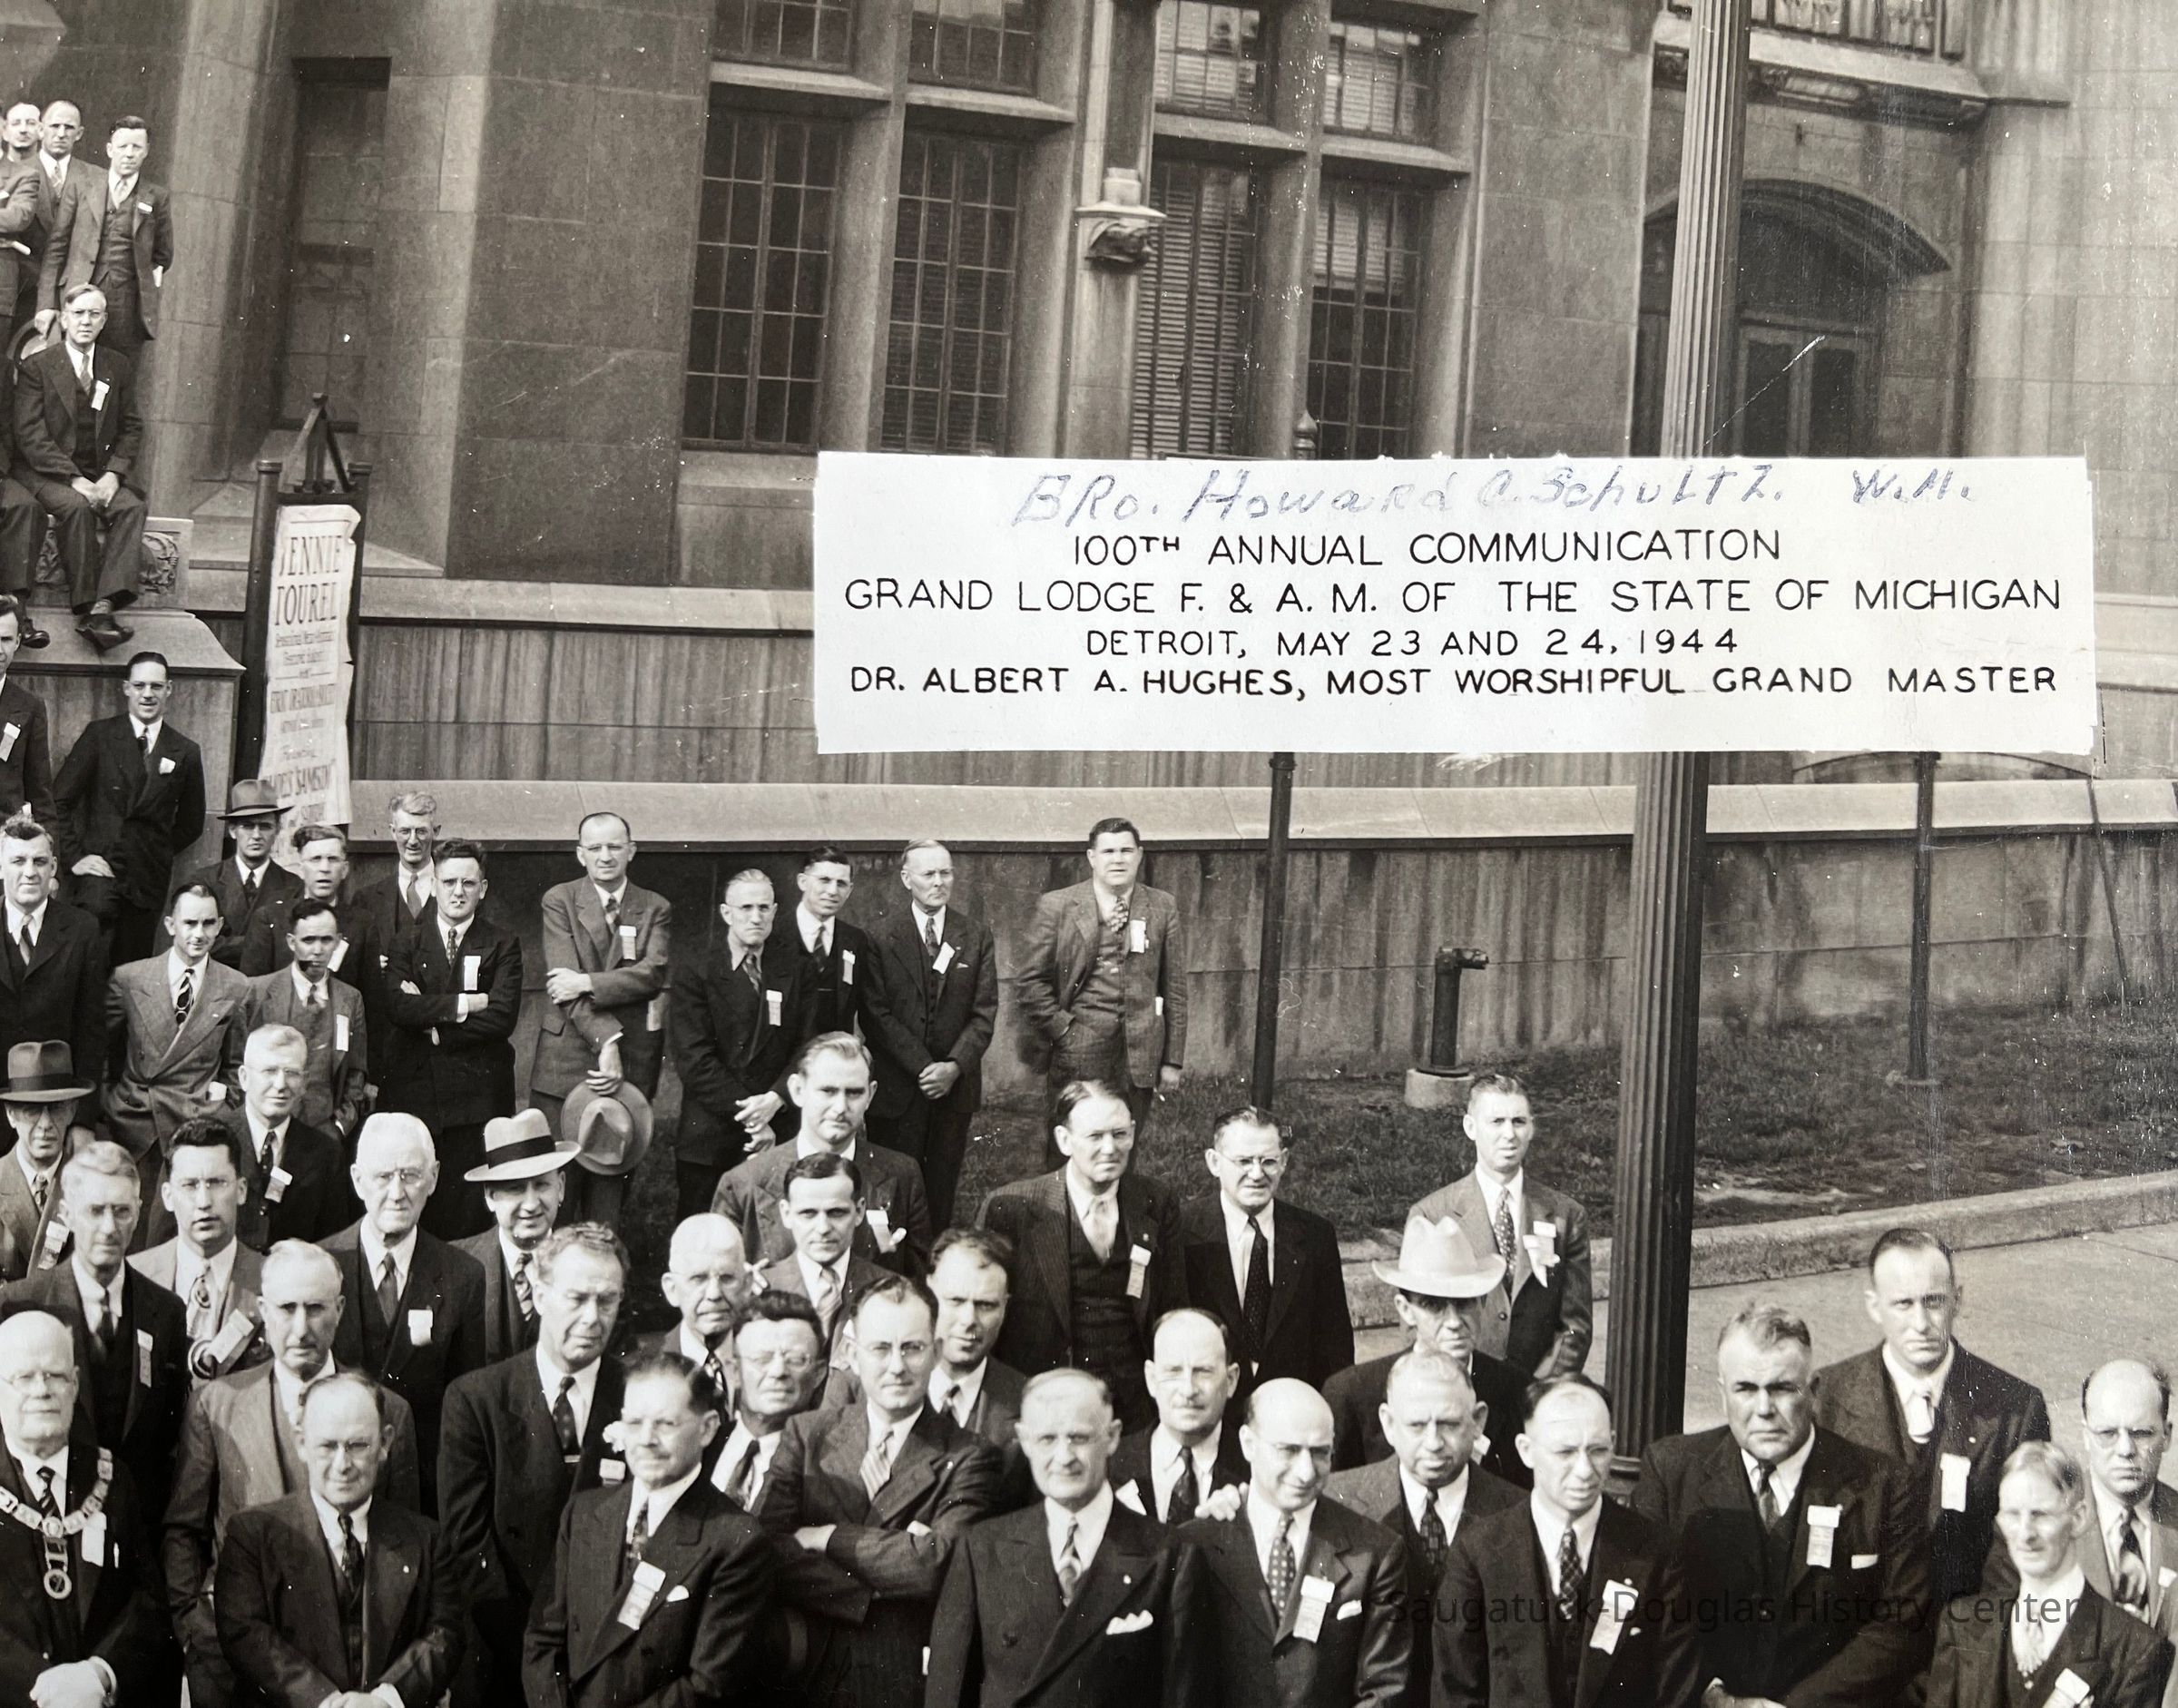 BRo. Howard C. Schultz. W.M.
100TH ANNUAL COMMUNICATION
GRAND LODGE F. & A. M. OF THE STATE OF MICHIGAN
DETROIT, MAY 23 AND 24, 1944
DR. ALBERT A. HUGHES, MOST WORSHIPFUL GRAND MASTER
JENNIE
TOUREL
"SAMSON"
Saugatuck-Douglas History Center